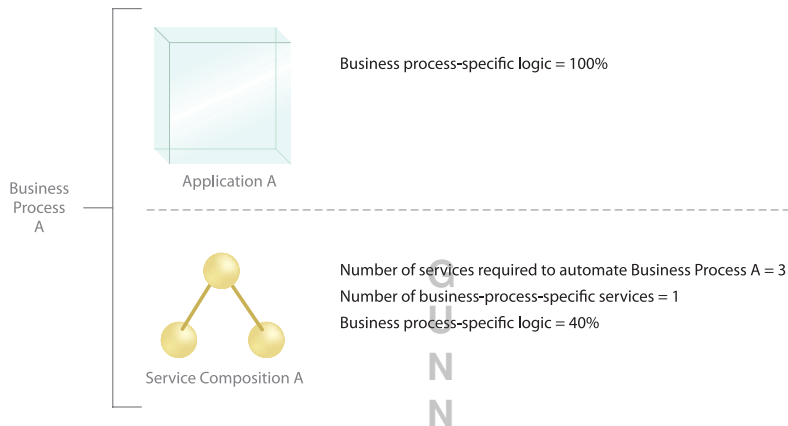 Business process-specific logic = 100%
Application A
Business
Process
A
Number of services required to automate Business Process A = 3
Number of business-process-specific services = 1
Business process-specific logic = 40%
Service Composition A
G
U
N
N